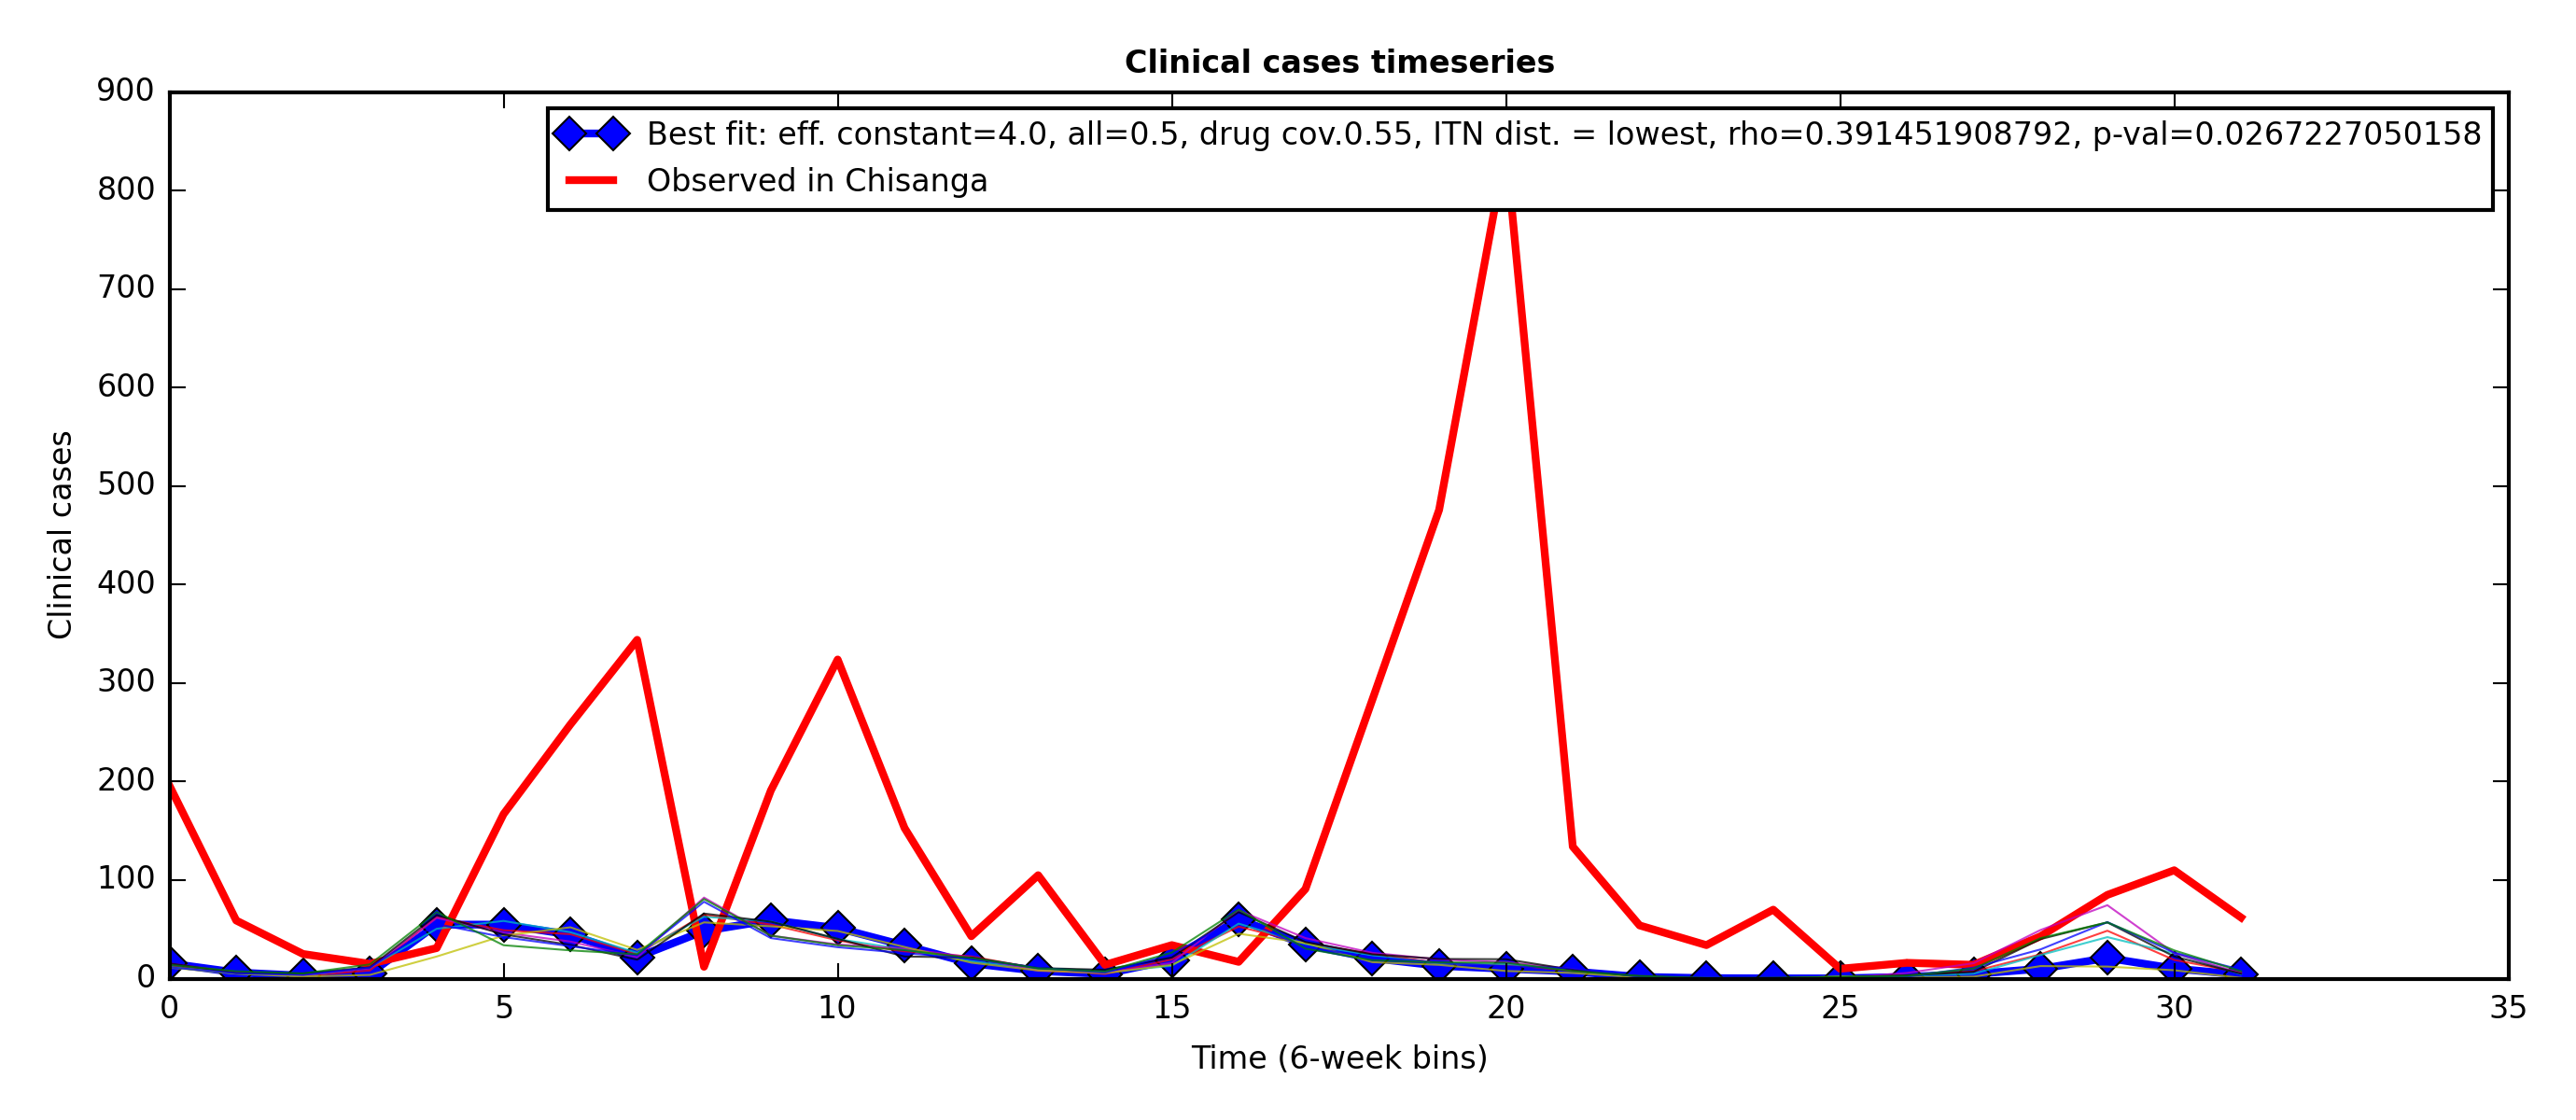 Clinical cases timeseries
900
800
700
600
500
400
300
200
100
0
Clinical cases
Best fit: eff. constant=4.0, all=0.5, drug cov.0.55, ITN dist. = lowest, rho=0.391451908792, p-val=0.0267227050158
Observed in Chisanga
0 5 10 15 20 25 30 35
Time (6-week bins)